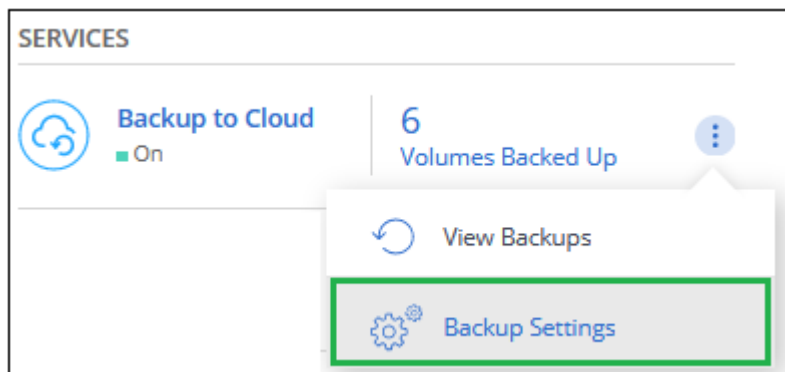 SERVICES
Backup to Cloud
On
6
Volumes Backed Up
View Backups
Backup Settings